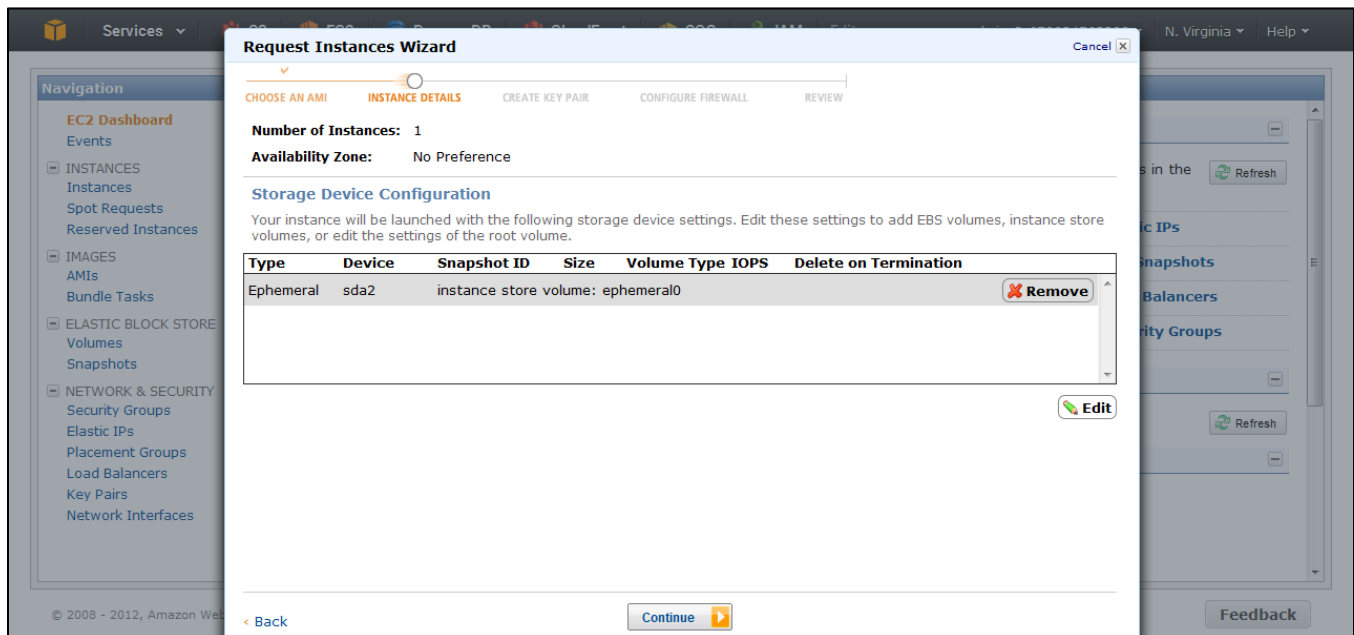 Services
N. Virginia
Help
Request Instances Wizard
Cancel
CHOOSE AN AMI
INSTANCE DETAILS
CREATE KEY PAIR
CONFIGURE FIREWALL
REVIEW
Number of Instances: 1
Availability Zone: No Preference
Storage Device Configuration
Your instance will be launched with the following storage device settings. Edit these settings to add EBS volumes, instance store
volumes, or edit the settings of the root volume.
Type Device Snapshot ID Size Volume Type IOPS Delete on Termination
Ephemeral sda2 instance store volume: ephemeral0 Remove
Edit
< Back
Continue
Navigation
EC2 Dashboard
Events
INSTANCES
Instances
Spot Requests
Reserved Instances
IMAGES
AMIs
Bundle Tasks
ELASTIC BLOCK STORE
Volumes
Snapshots
NETWORK & SECURITY
Security Groups
Elastic IPs
Placement Groups
Load Balancers
Key Pairs
Network Interfaces
s in the
Refresh
ic IPs
Snapshots
Balancers
rity Groups
Refresh
© 2008 - 2012, Amazon Web
Feedback